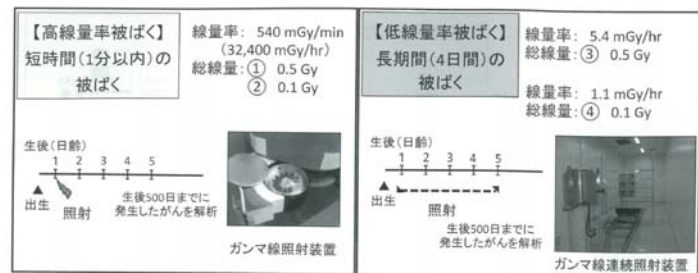 【高線量率被ばく】
短時間(1分以内)の
被ばく
線量率: 540 mGy/min
(32,400 mGy/hr)
総線量: ① 0.5 Gy
② 0.1 Gy
生後(日齢)
1 2 3 4 5
出生
照射
生後500日までに
発生したがんを解析
ガンマ線照射装置
【低線量率被ばく】
長期間(4日間)の
被ばく
線量率: 5.4 mGy/hr
総線量: ③ 0.5 Gy
線量率: 1.1 mGy/hr
総線量: ④ 0.1 Gy
生後(日齢)
1 2 3 4 5
出生
照射
生後500日までに
発生したがんを解析
ガンマ線連続照射装置